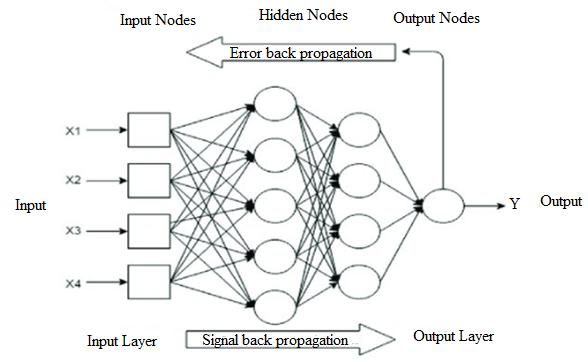 Input Nodes
Hidden Nodes
Output Nodes
Error back propagation
X1
X2
Input
X3
X4
Y
Output
Input Layer
Signal back propagation
Output Layer